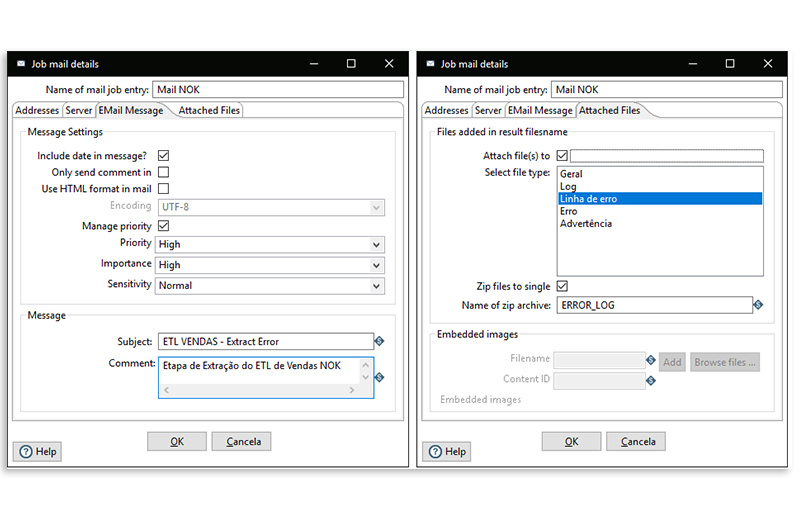 Job mail details
Name of mail job entry: Mail NOK
Addresses Server EMail Message Attached Files
Message Settings
Include date in message?
Only send comment in
Use HTML format in mail
Encoding UTF-8
Manage priority
Priority High
Importance High
Sensitivity Normal
Message
Subject: ETL VENDAS - Extract Error
Comment: Etapa de Extração do ETL de Vendas NOK
OK Cancela
Help
Job mail details
Name of mail job entry: Mail NOK
Addresses Server EMail Message Attached Files
Files added in result filename
Attach file(s) to
Select file type: Geral
Log
Linha de erro
Erro
Advertência
Zip files to single
Name of zip archive: ERROR_LOG
Embedded images
Filename Add Browse files ...
Content ID
Embedded images
OK Cancela
Help